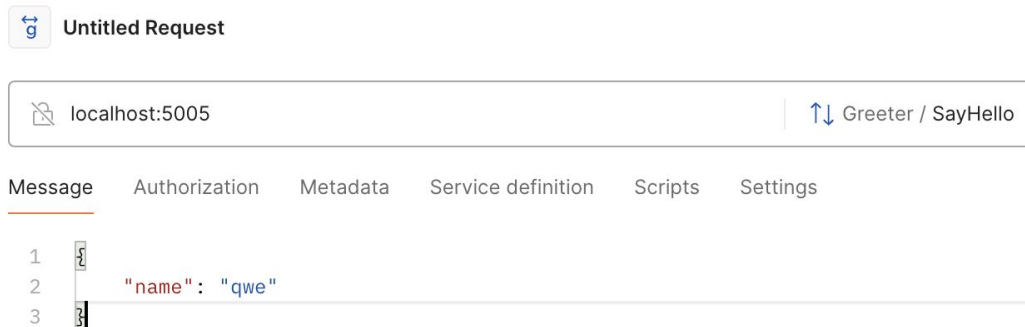 g Untitled Request
localhost:5005 Greeter / SayHello
Message Authorization Metadata Service definition Scripts Settings
1 {
2 "name": "qwe"
3 }